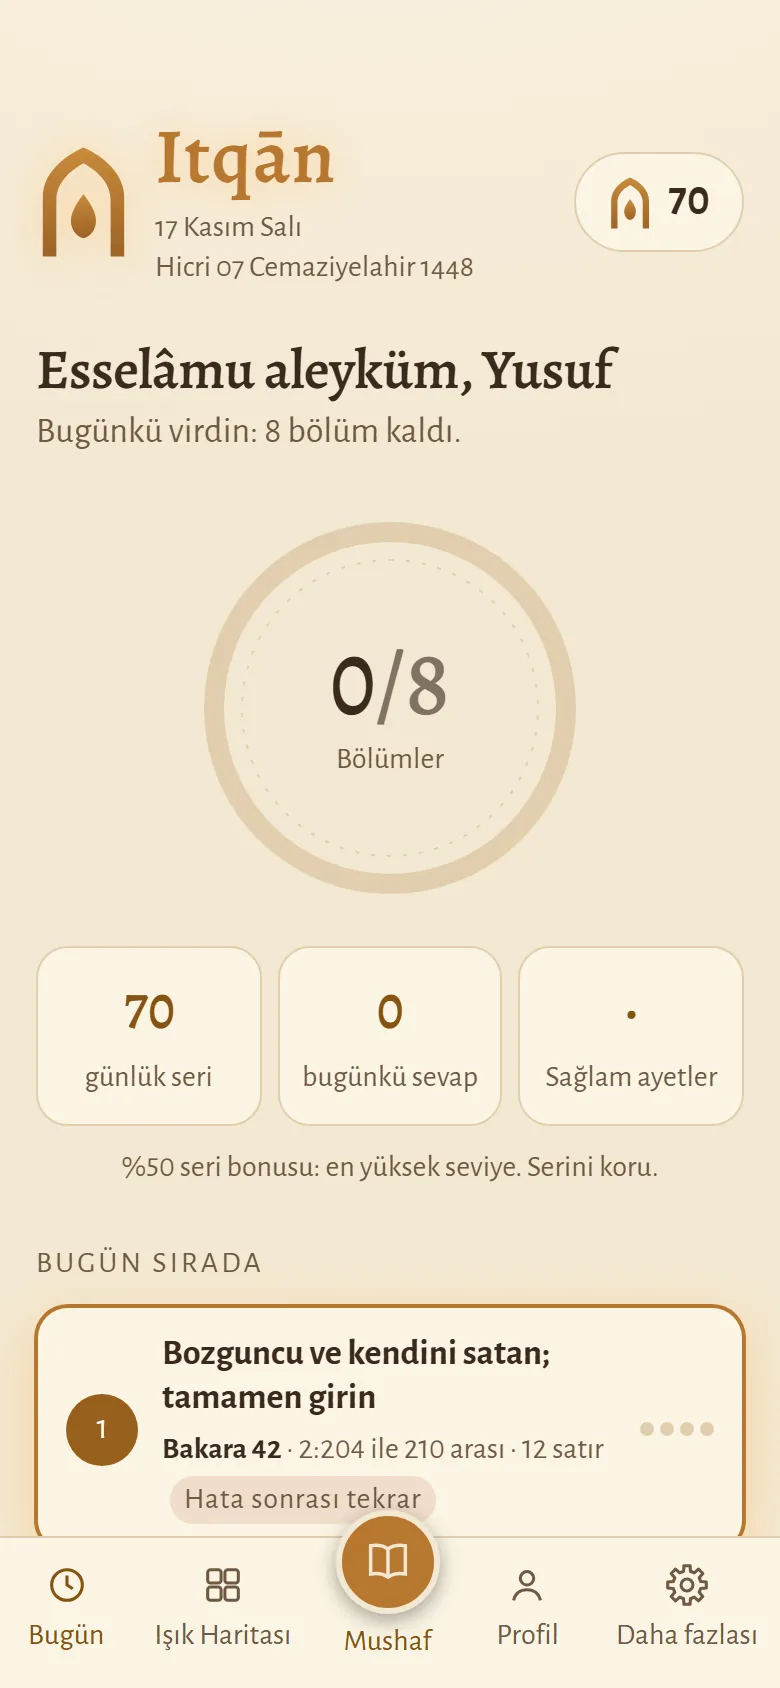 Itqān
17 Kasım Salı
Hicri 07 Cemaziyelahir 1448
70
Esselâmu aleyküm, Yusuf
Bugünkü virdin: 8 bölüm kaldı.
0/8
Bölümler
70
günlük seri
0
bugünkü sevap
·
Sağlam ayetler
%50 seri bonusu: en yüksek seviye. Serini koru.
BUGÜN SIRADA
1
Bozguncu ve kendini satan;
tamamen girin
Bakara 42 · 2:204 ile 210 arası · 12 satır
Hata sonrası tekrar
Bugün
Işık Haritası
Mushaf
Profil
Daha fazlası